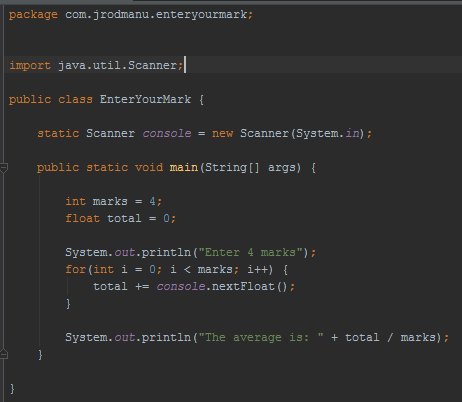 package com.jrodmanu.enteryourmark;
import java.util.Scanner;
public class EnterYourMark {
static Scanner console = new Scanner(System.in);
public static void main(String[] args) {
int marks = 4;
float total = 0;
System.out.println("Enter 4 marks");
for(int i = 0; i < marks; i++) {
total += console.nextFloat();
}
System.out.println("The average is: " + total / marks);
}
}